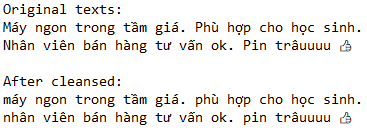 Original texts:
Máy ngon trong tầm giá. Phù hợp cho học sinh.
Nhân viên bán hàng tư vấn ok. Pin trâuuuu 👍
After cleansed:
máy ngon trong tầm giá. phù hợp cho học sinh.
nhân viên bán hàng tư vấn ok. pin trâuuuu 👍